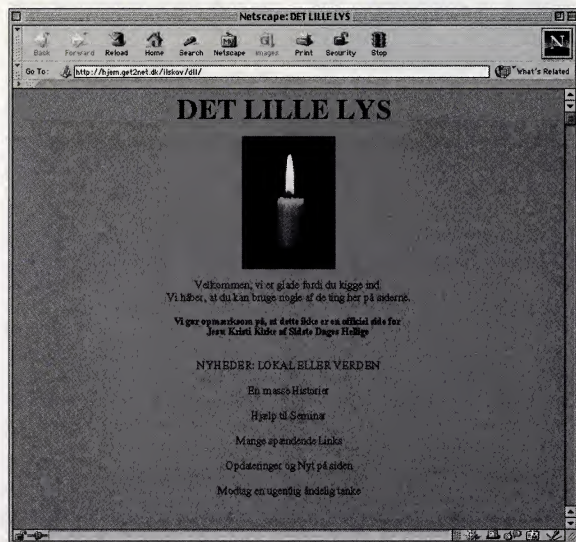 Netscape: DET LILLE LYS
Back Forward Reload Home Search Netscape Images Print Security Stop
Go To: http://hjem.get2net.dk/ilskov/dll/ What's Related
DET LILLE LYS
Velkommen, vi er glade fordi du kigge ind.
Vi håber, at du kan bruge nogle af de ting her på siderne.
Vi gør opmærksom på, at dette ikke er en officiel side for
Jesu Kristi Kirke af Sidste Dages Hellige
NYHEDER: LOKAL ELLER VERDEN
En masse Historier
Hjælp til Seminar
Mange spændende Links
Opdateringer og Nyt på siden
Modtag en ugentlig åndelig tanke